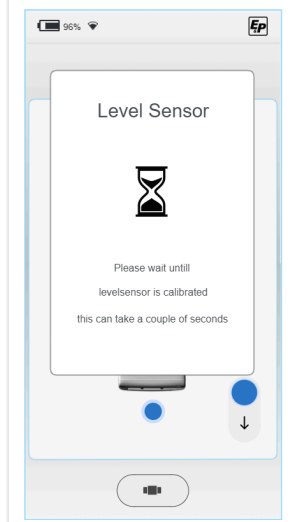 96%
EP
Level Sensor
Please wait untill
levelsensor is calibrated
this can take a couple of seconds